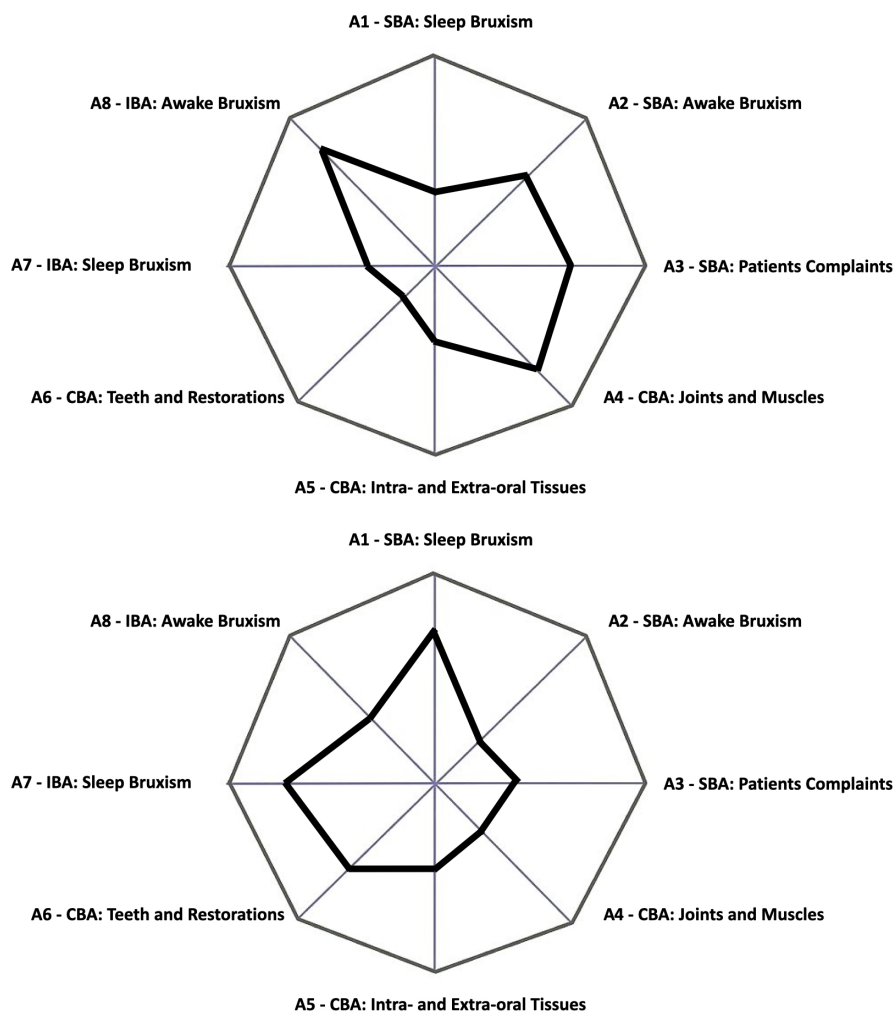 A1 - SBA: Sleep Bruxism
A8 - IBA: Awake Bruxism
A2 - SBA: Awake Bruxism
A7 - IBA: Sleep Bruxism
A3 - SBA: Patients Complaints
A6 - CBA: Teeth and Restorations
A4 - CBA: Joints and Muscles
A5 - CBA: Intra- and Extra-oral Tissues
A1 - SBA: Sleep Bruxism
A8 - IBA: Awake Bruxism
A2 - SBA: Awake Bruxism
A7 - IBA: Sleep Bruxism
A3 - SBA: Patients Complaints
A6 - CBA: Teeth and Restorations
A4 - CBA: Joints and Muscles
A5 - CBA: Intra- and Extra-oral Tissues